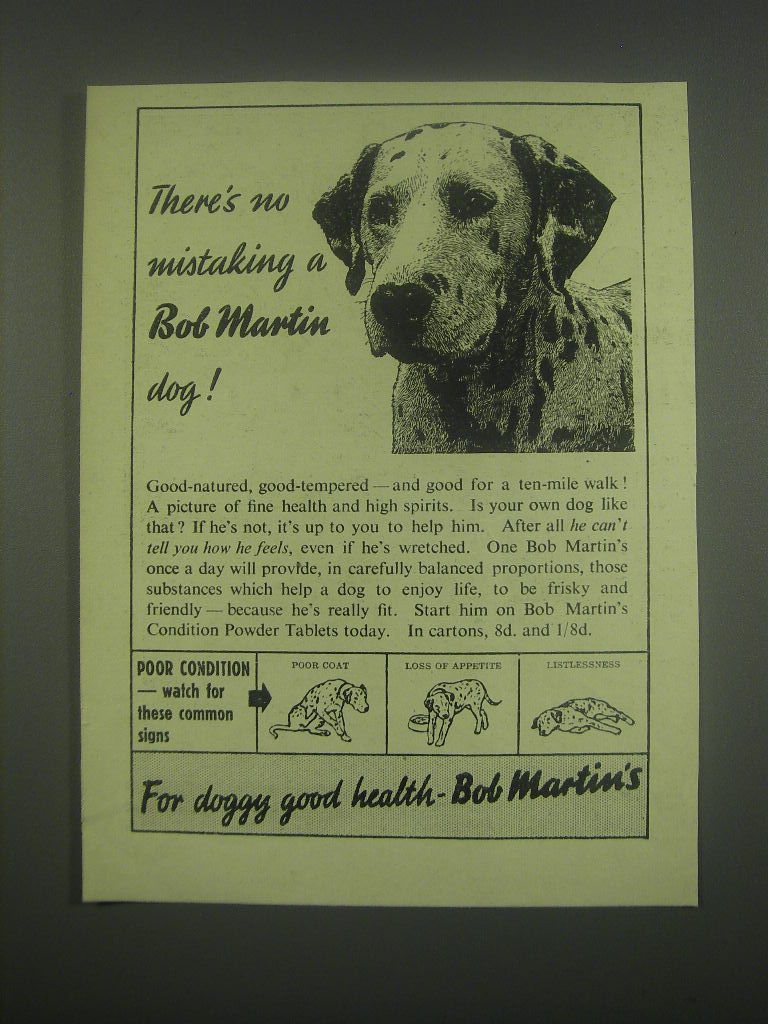 There's no
mistaking a
Bob Martin
dog!
Good-natured, good-tempered — and good for a ten-mile walk!
A picture of fine health and high spirits. Is your own dog like
that? If he's not, it's up to you to help him. After all he can't
tell you how he feels, even if he's wretched. One Bob Martin's
once a day will provide, in carefully balanced proportions, those
substances which help a dog to enjoy life, to be frisky and
friendly — because he's really fit. Start him on Bob Martin's
Condition Powder Tablets today. In cartons, 8d. and 1/8d.
POOR CONDITION
— watch for
these common
signs
POOR COAT
LOSS OF APPETITE
LISTLESSNESS
For doggy good health - Bob Martin's